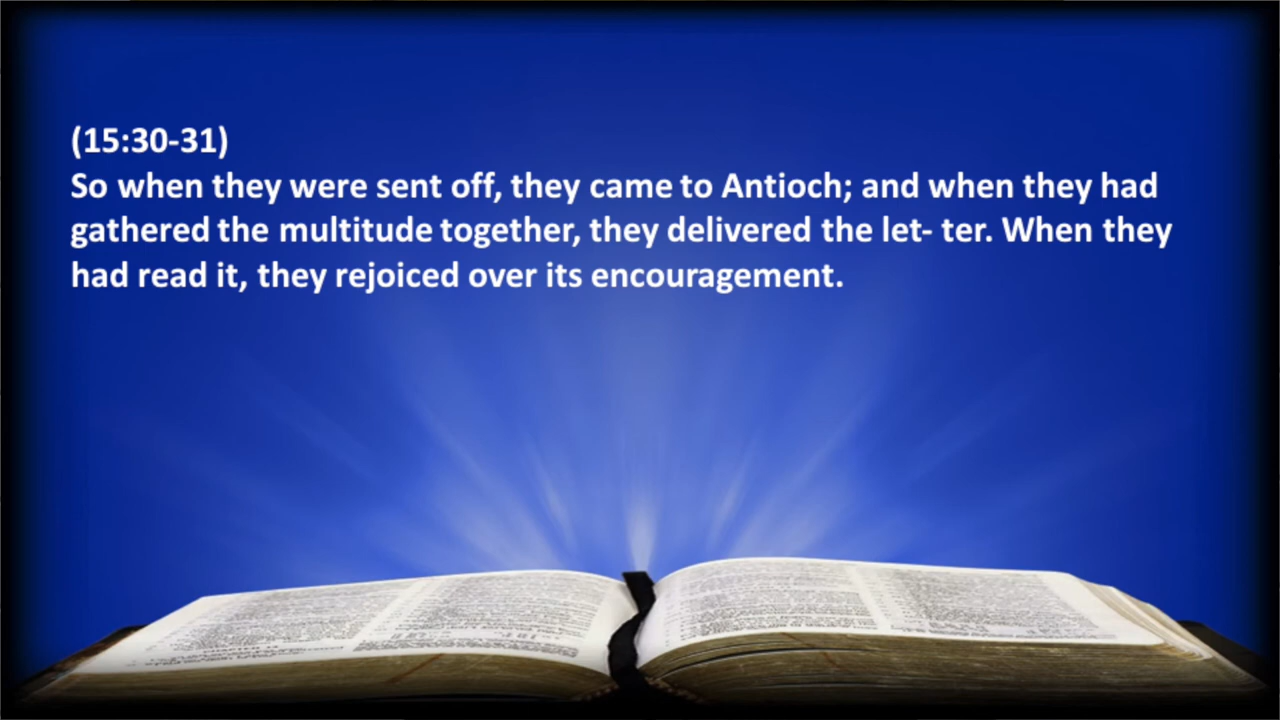 (15:30-31)
So when they were sent off, they came to Antioch; and when they had
gathered the multitude together, they delivered the let- ter. When they
had read it, they rejoiced over its encouragement.